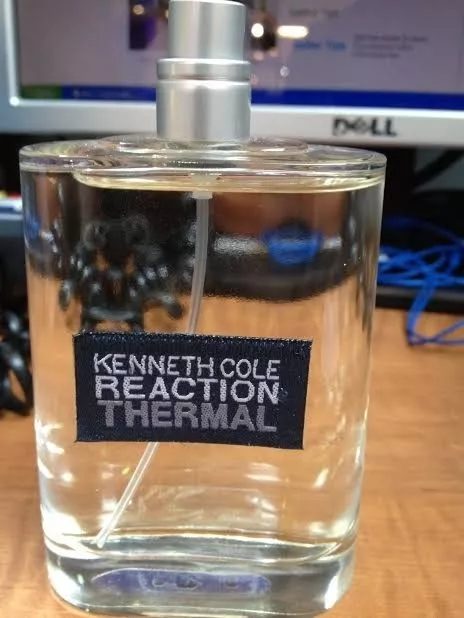 DELL
KENNETH COLE
REACTION
THERMAL